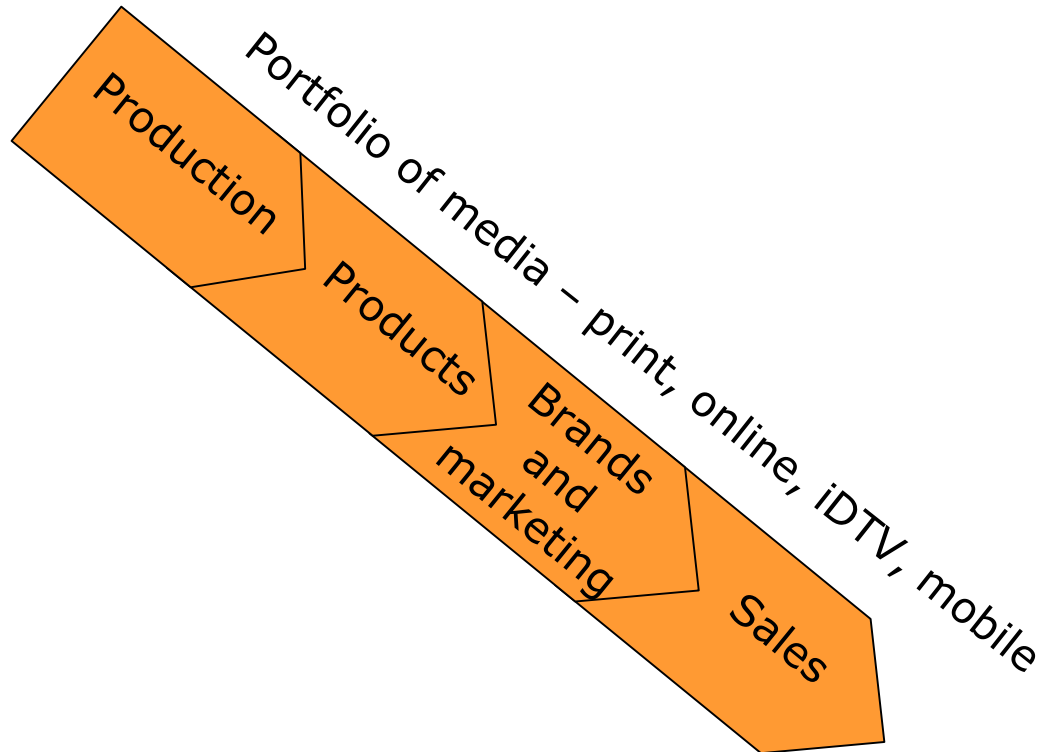 Portfolio of media – print, online, iDTV, mobile
Production
Products
Brands
and
marketing
Sales